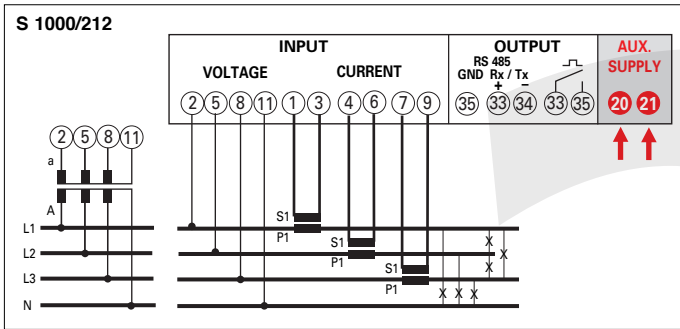 S 1000/212
INPUT
OUTPUT
AUX.
SUPPLY
VOLTAGE
CURRENT
RS 485
GND Rx / Tx
+ −
2 5 8 11 1 3 4 6 7 9 35 33 34 33 35 20 21
2 5 8 11
a
A
S1
L1
P1
S1
L2
P1
S1
L3
P1
N
X
X
X
X X X